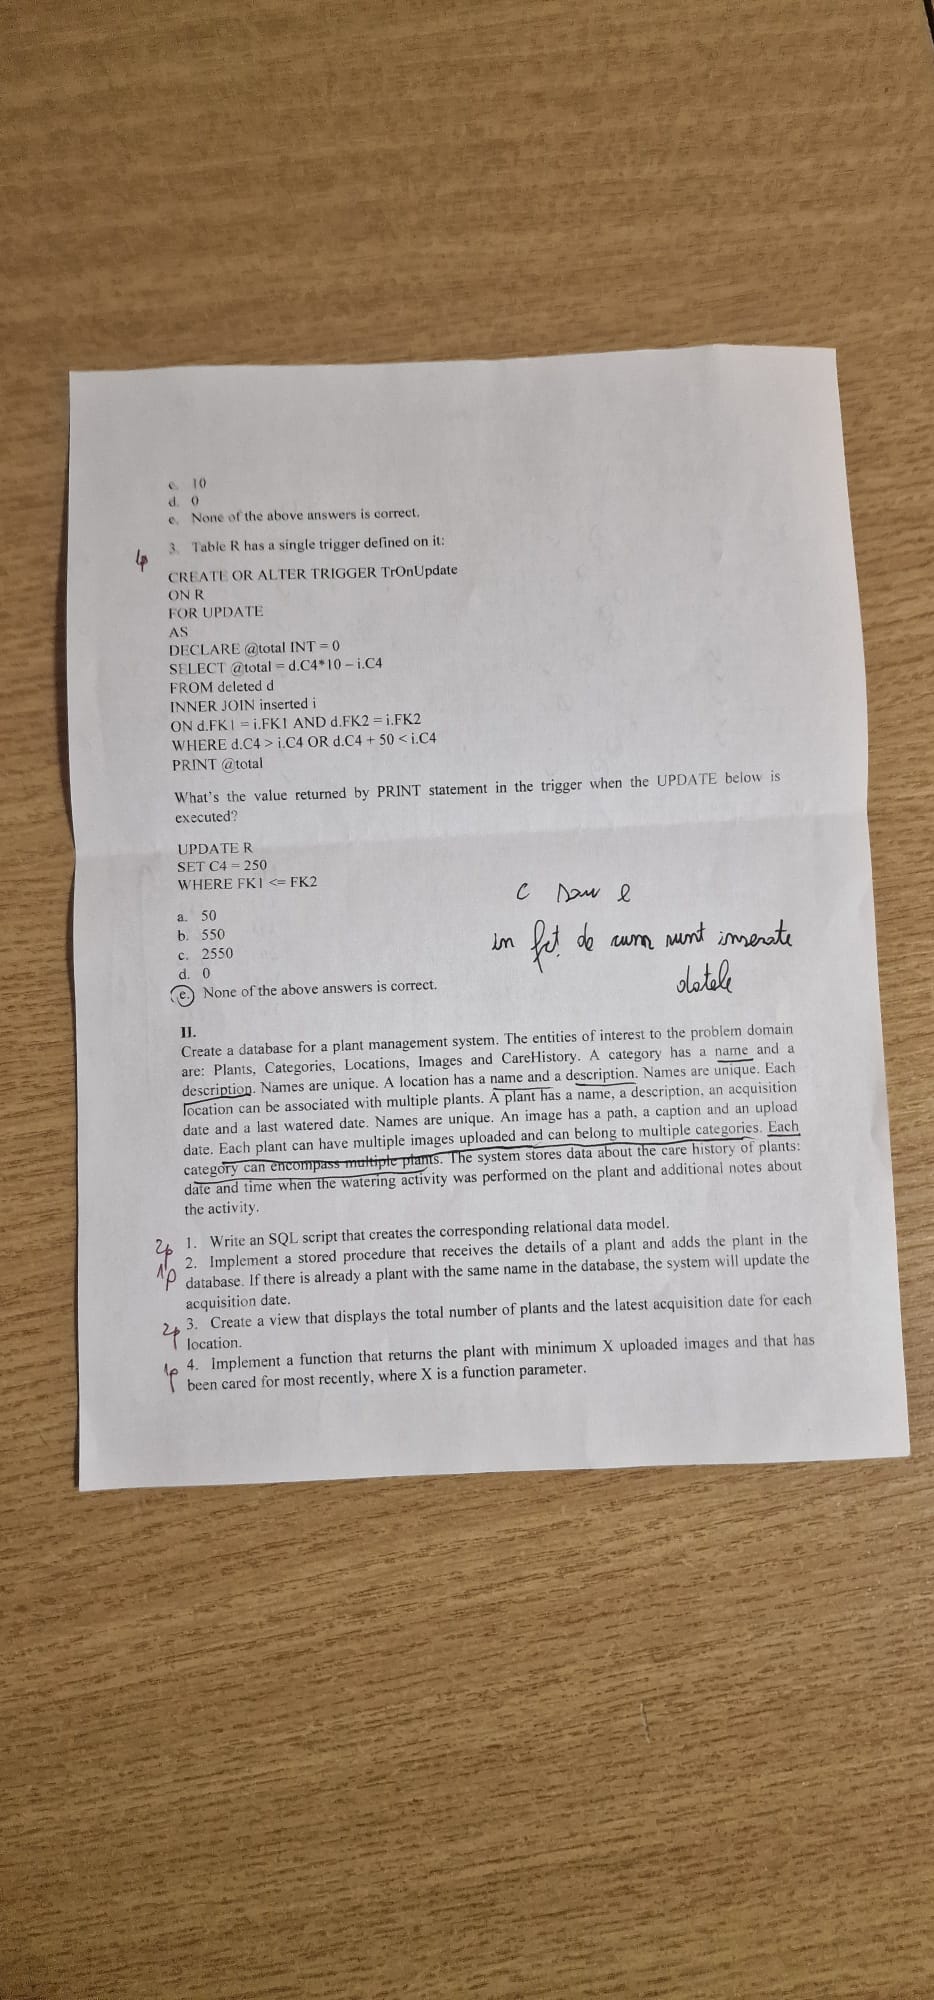 c. 10
d. 0
e. None of the above answers is correct.
3. Table R has a single trigger defined on it:
CREATE OR ALTER TRIGGER TrOnUpdate
ON R
FOR UPDATE
AS
DECLARE @total INT = 0
SELECT @total = d.C4*10 – i.C4
FROM deleted d
INNER JOIN inserted i
ON d.FK1 = i.FK1 AND d.FK2 = i.FK2
WHERE d.C4 > i.C4 OR d.C4 + 50 < i.C4
PRINT @total
What's the value returned by PRINT statement in the trigger when the UPDATE below is
executed?
UPDATE R
SET C4 = 250
WHERE FK1 <= FK2
a. 50
b. 550
c. 2550
d. 0
e. None of the above answers is correct.
c sau e
in fct. de cum sunt inserate
datele
II.
Create a database for a plant management system. The entities of interest to the problem domain
are: Plants, Categories, Locations, Images and CareHistory. A category has a name and a
description. Names are unique. A location has a name and a description. Names are unique. Each
location can be associated with multiple plants. A plant has a name, a description, an acquisition
date and a last watered date. Names are unique. An image has a path, a caption and an upload
date. Each plant can have multiple images uploaded and can belong to multiple categories. Each
category can encompass multiple plants. The system stores data about the care history of plants:
date and time when the watering activity was performed on the plant and additional notes about
the activity.
2p 1. Write an SQL script that creates the corresponding relational data model.
1p 2. Implement a stored procedure that receives the details of a plant and adds the plant in the
database. If there is already a plant with the same name in the database, the system will update the
acquisition date.
2p 3. Create a view that displays the total number of plants and the latest acquisition date for each
location.
1p 4. Implement a function that returns the plant with minimum X uploaded images and that has
been cared for most recently, where X is a function parameter.